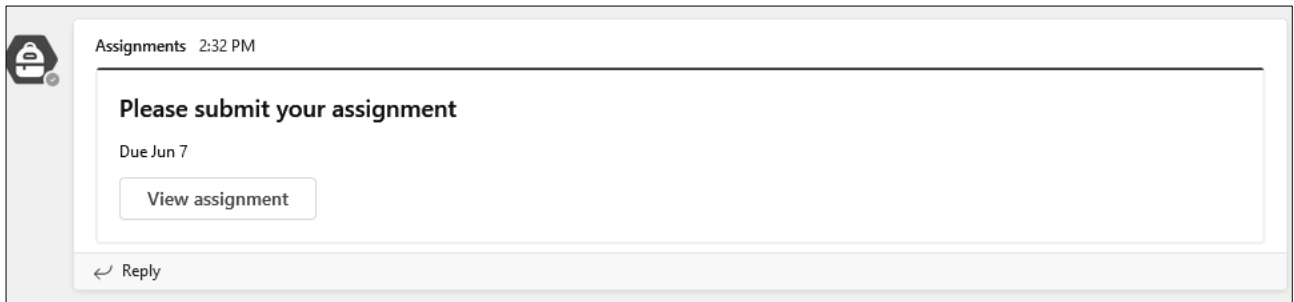 Assignments 2:32 PM
Please submit your assignment
Due Jun 7
View assignment
Reply